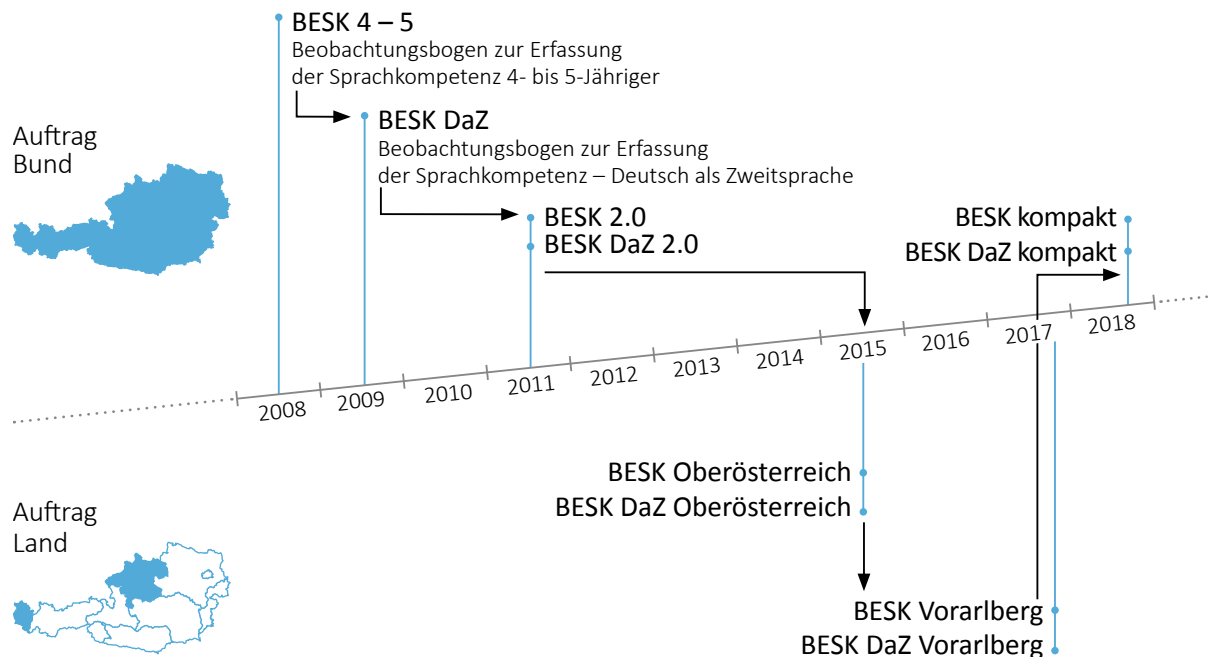 BESK 4 – 5
Beobachtungsbogen zur Erfassung
der Sprachkompetenz 4- bis 5-Jähriger
BESK DaZ
Beobachtungsbogen zur Erfassung
der Sprachkompetenz – Deutsch als Zweitsprache
Auftrag
Bund
BESK 2.0
BESK DaZ 2.0
BESK kompakt
BESK DaZ kompakt
2008
2009
2010
2011
2012
2013
2014
2015
2016
2017
2018
BESK Oberösterreich
BESK DaZ Oberösterreich
Auftrag
Land
BESK Vorarlberg
BESK DaZ Vorarlberg